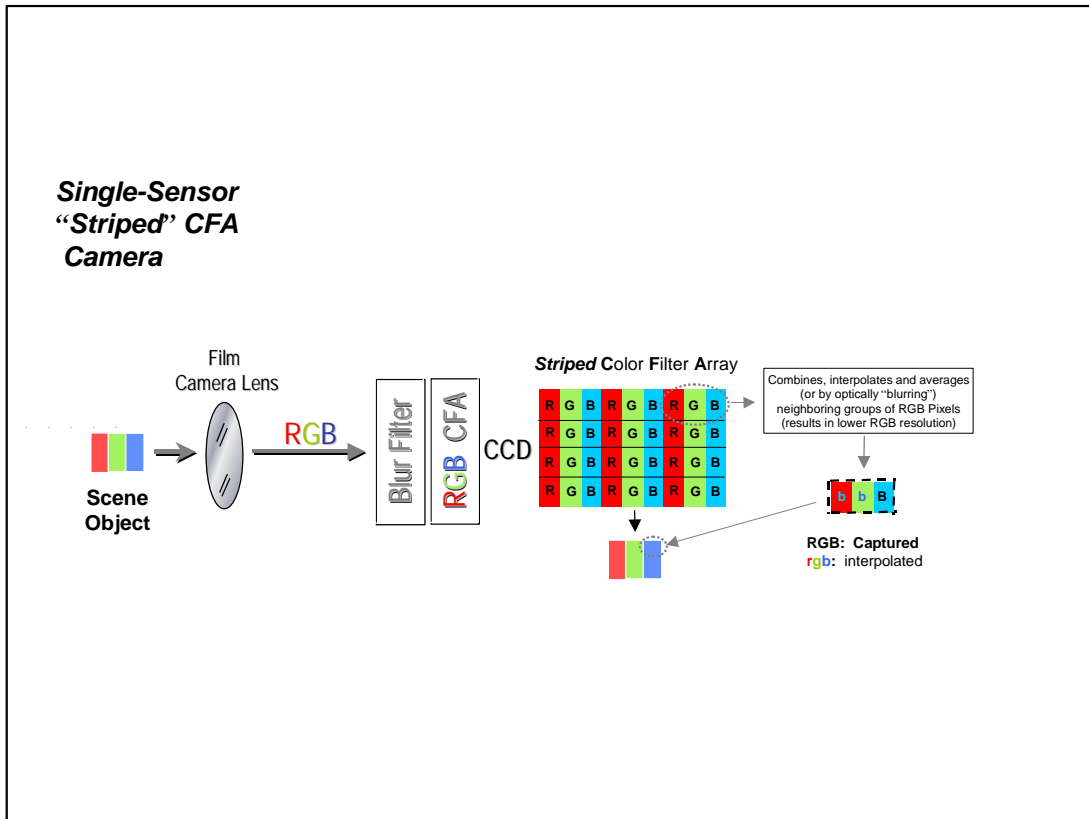 Single-Sensor
“Striped” CFA
Camera
Film
Camera Lens
RGB
Scene
Object
Blur Filter
RGB CFA
CCD
Striped Color Filter Array
R G B R G B R G B
R G B R G B R G B
R G B R G B R G B
R G B R G B R G B
Combines, interpolates and averages
(or by optically “blurring”)
neighboring groups of RGB Pixels
(results in lower RGB resolution)
b b B
RGB: Captured
rgb: interpolated